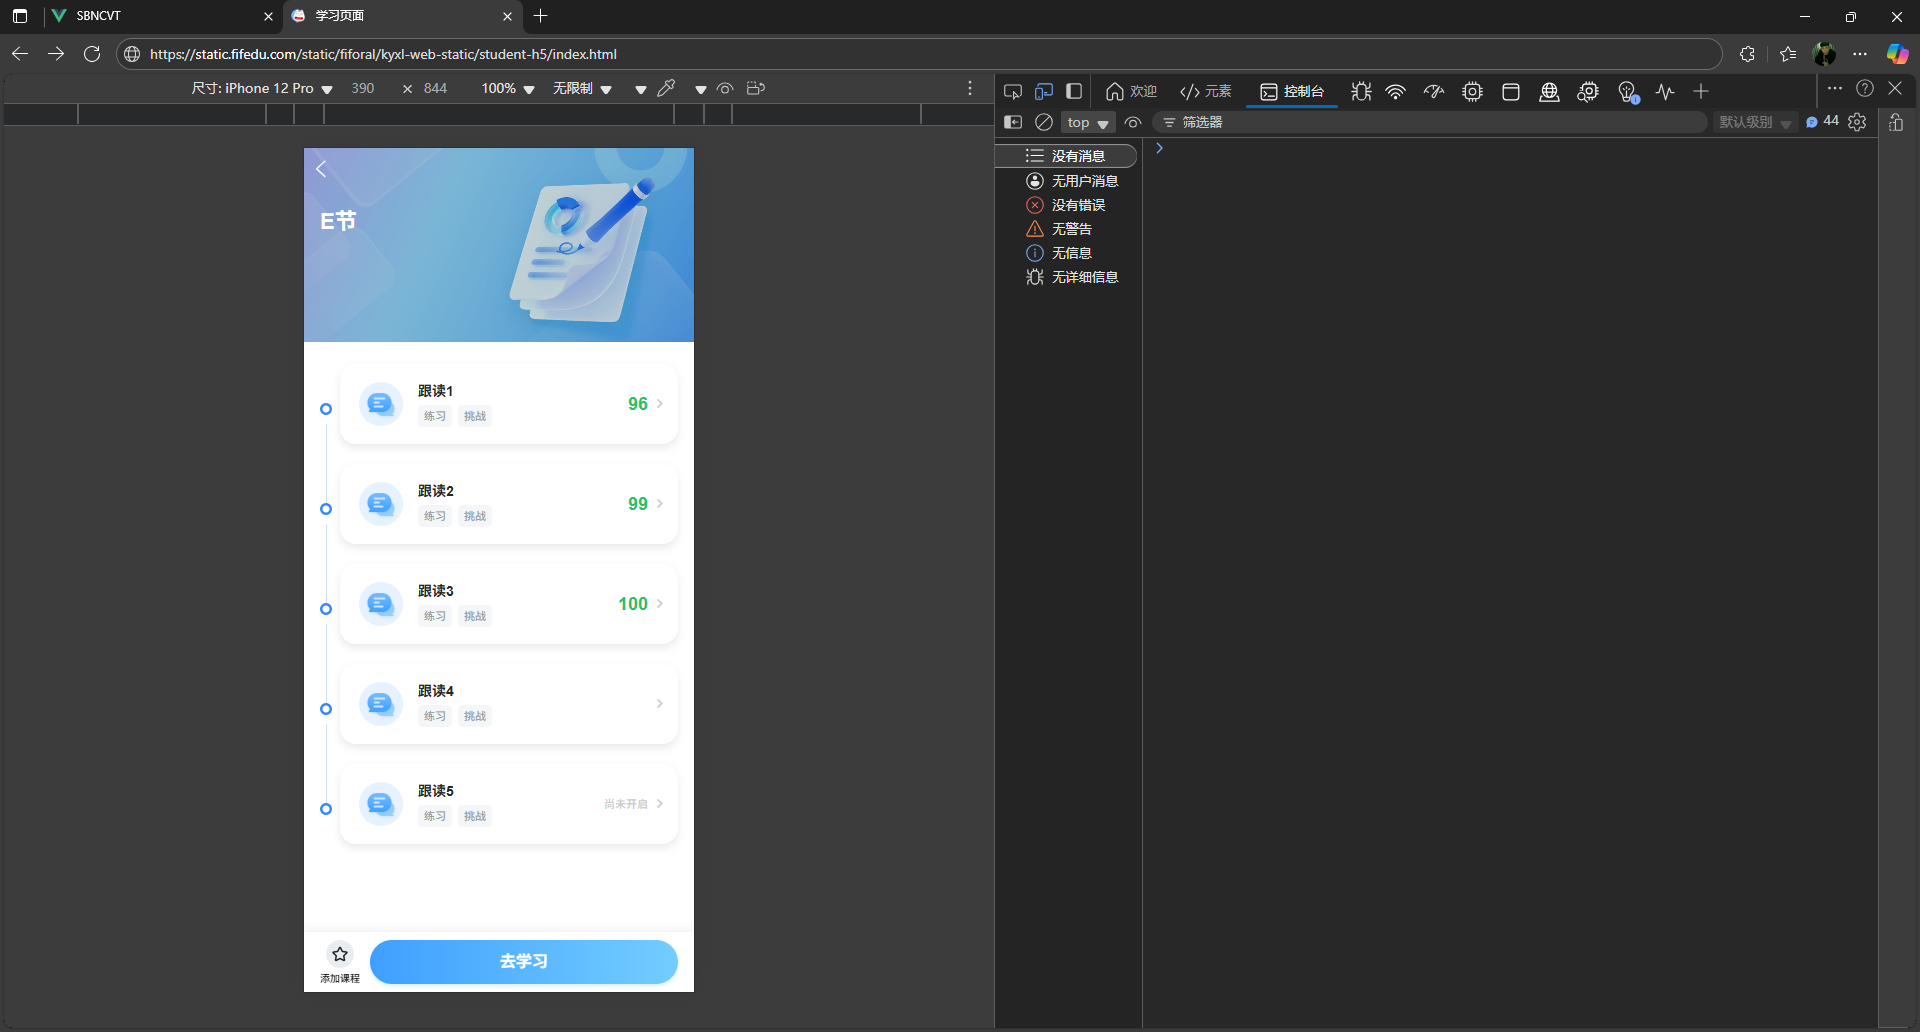 SBNCVT
学习页面
https://static.fifedu.com/static/fiforal/kyxl-web-static/student-h5/index.html
尺寸: iPhone 12 Pro 390 × 844 100% 无限制
欢迎 元素 控制台
top 筛选器 默认级别 44
没有消息
无用户消息
没有错误
无警告
无信息
无详细信息
E节
跟读1
96
练习 挑战
跟读2
99
练习 挑战
跟读3
100
练习 挑战
跟读4
练习 挑战
跟读5
尚未开启
练习 挑战
添加课程
去学习